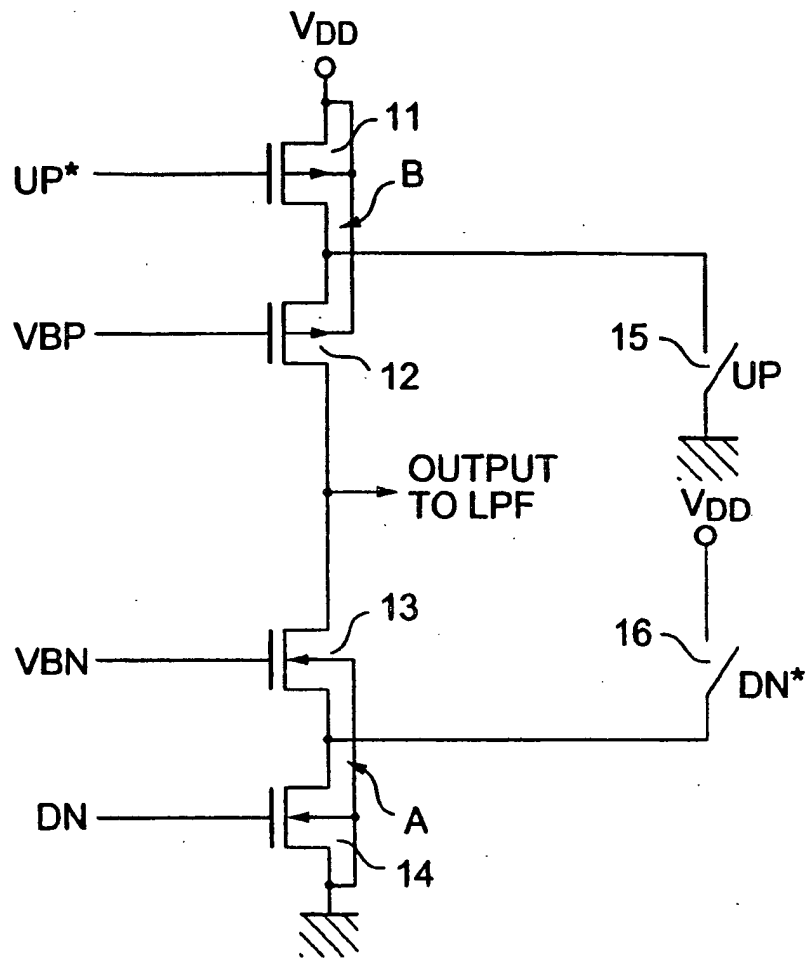 VDD
11
UP*
B
VBP
12
15
UP
OUTPUT
TO LPF
VDD
13
VBN
16
DN*
DN
A
14